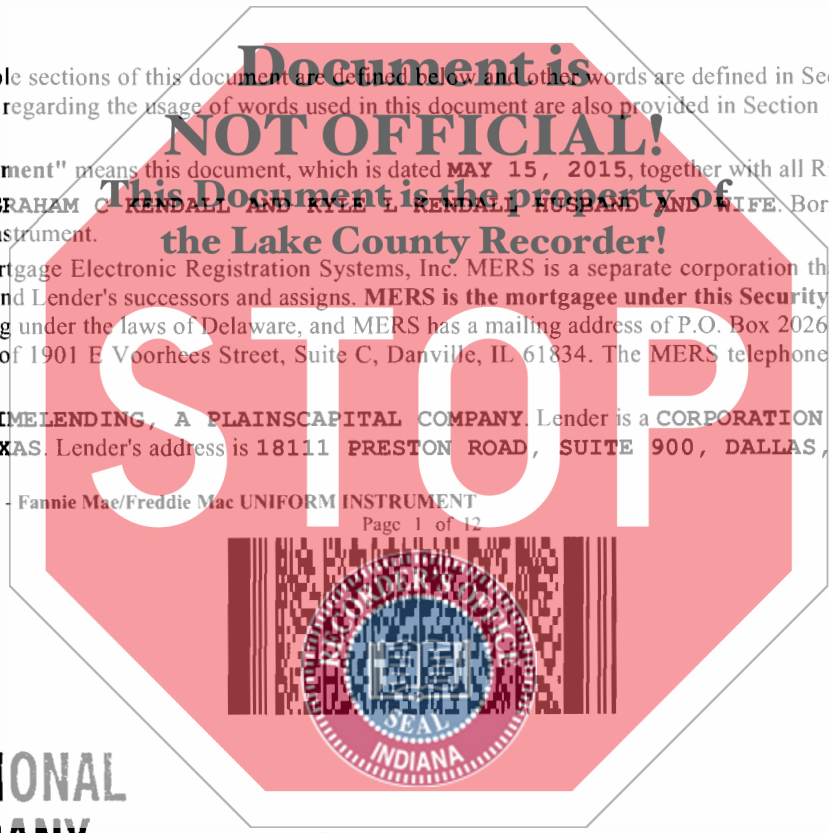 Document is
le sections of this document are defined below and other words are defined in Sec
regarding the usage of words used in this document are also provided in Section
NOT OFFICIAL!
ment" means this document, which is dated MAY 15, 2015, together with all R
This Document is the property of
RAHAM C KENDALL AND KYLE L KENDALL HUSBAND AND WIFE. Bor
strument.
the Lake County Recorder!
rtgage Electronic Registration Systems, Inc. MERS is a separate corporation th
nd Lender's successors and assigns. MERS is the mortgagee under this Security
g under the laws of Delaware, and MERS has a mailing address of P.O. Box 2026
of 1901 E Voorhees Street, Suite C, Danville, IL 61834. The MERS telephone
STOP
IMELENDING, A PLAINSCAPITAL COMPANY. Lender is a CORPORATION
XAS. Lender's address is 18111 PRESTON ROAD, SUITE 900, DALLAS,
- Fannie Mae/Freddie Mac UNIFORM INSTRUMENT
Page 1 of 12
RECORDER'S OFFICE
SEAL
INDIANA
IONAL
PANY